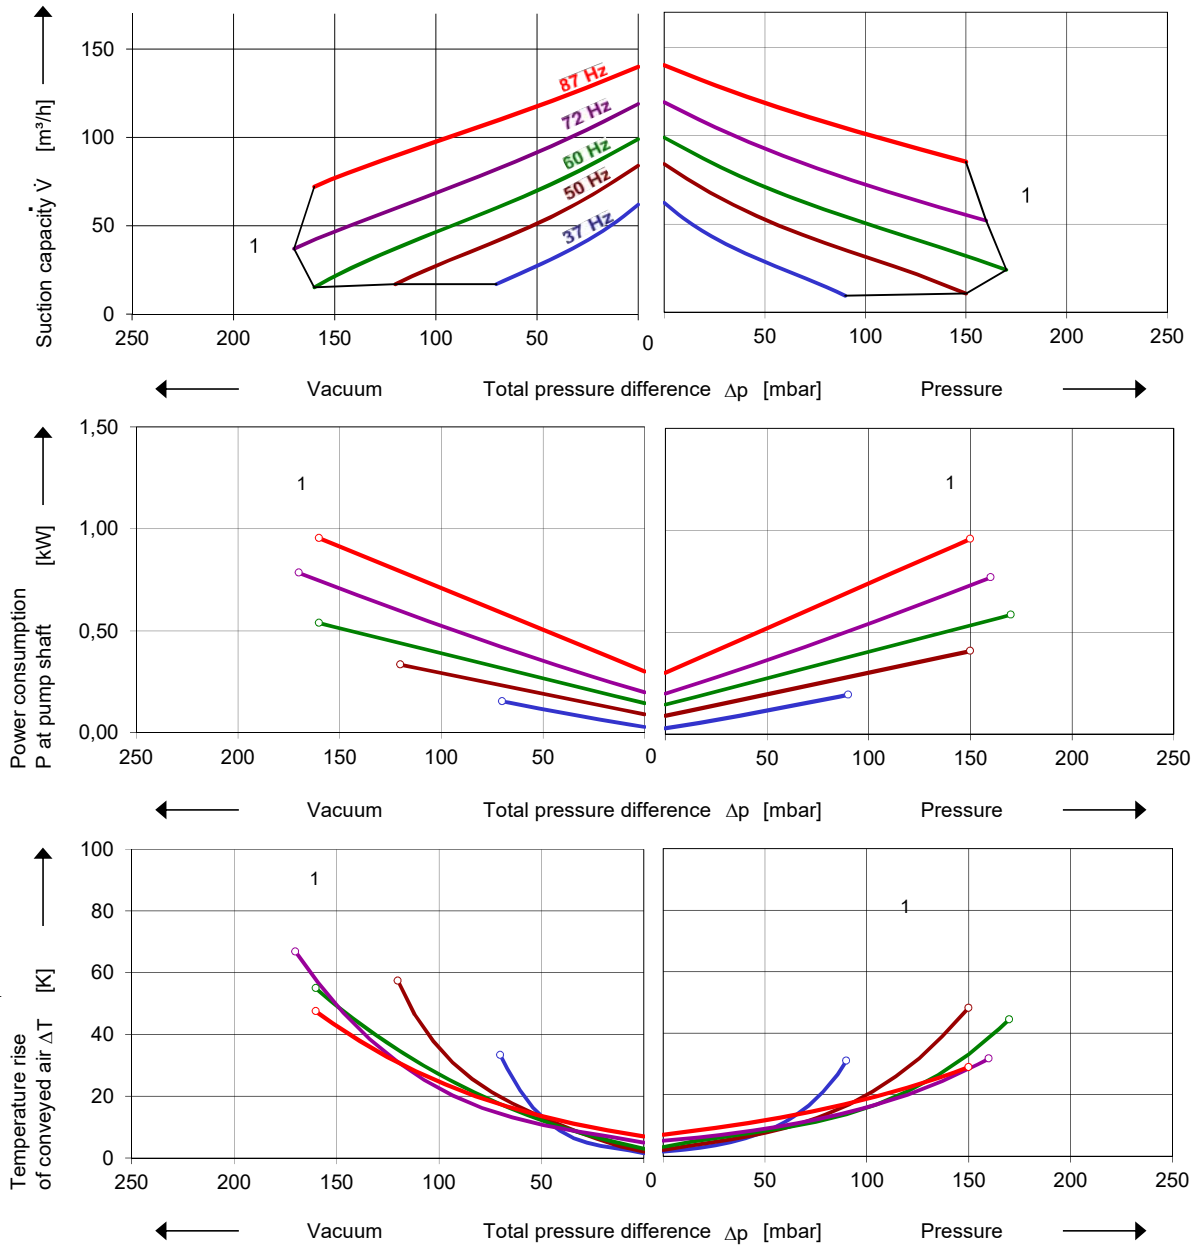 Suction capacity V̇ [m³/h]
150
100
50
0
87 Hz
72 Hz
60 Hz
50 Hz
37 Hz
1
1
250 200 150 100 50 0 50 100 150 200 250
Vacuum Total pressure difference Δp [mbar] Pressure
Power consumption
P at pump shaft [kW]
1,50
1,00
0,50
0,00
1
1
250 200 150 100 50 0 50 100 150 200 250
Vacuum Total pressure difference Δp [mbar] Pressure
Temperature rise
of conveyed air ΔT [K]
100
80
60
40
20
0
1
1
250 200 150 100 50 0 50 100 150 200 250
Vacuum Total pressure difference Δp [mbar] Pressure